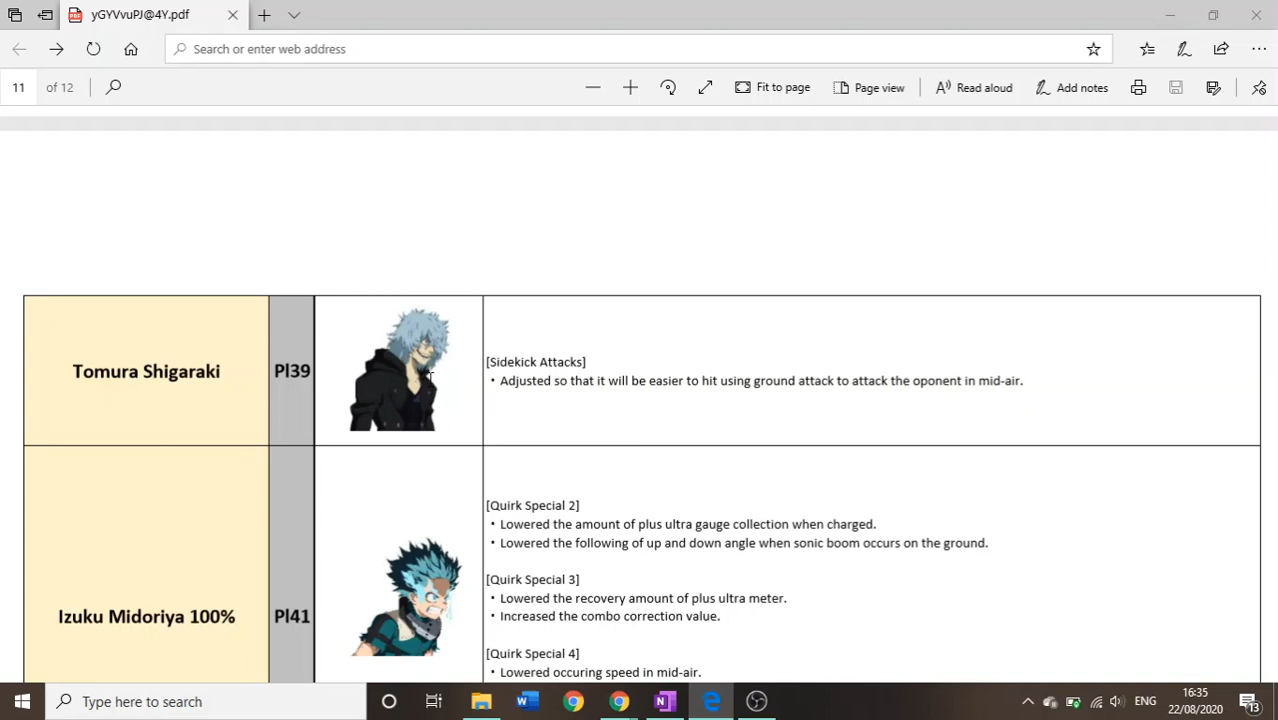 yGYVvuPJ@4Y.pdf
Search or enter web address
11 of 12
Fit to page
Page view
Read aloud
Add notes
Tomura Shigaraki
Pl39
[Sidekick Attacks]
・Adjusted so that it will be easier to hit using ground attack to attack the oponent in mid-air.
Izuku Midoriya 100%
Pl41
[Quirk Special 2]
・Lowered the amount of plus ultra gauge collection when charged.
・Lowered the following of up and down angle when sonic boom occurs on the ground.
[Quirk Special 3]
・Lowered the recovery amount of plus ultra meter.
・Increased the combo correction value.
[Quirk Special 4]
・Lowered occuring speed in mid-air.
Type here to search
ENG
16:35
22/08/2020
13